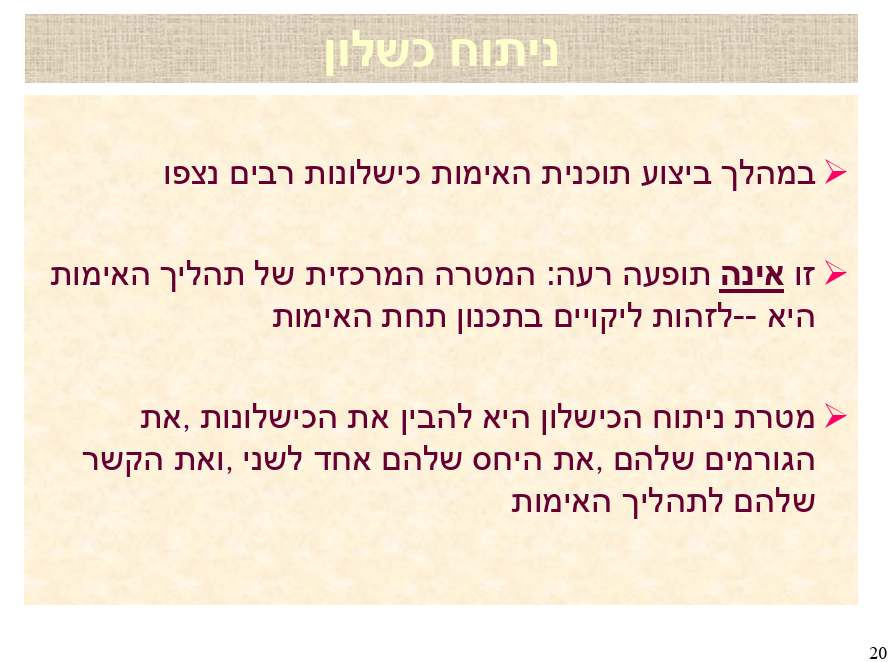 ניתוח כשלון
במהלך ביצוע תוכנית האימות כישלונות רבים נצפו
זו אינה תופעה רעה: המטרה המרכזית של תהליך האימות
היא --לזהות ליקויים בתכנון תחת האימות
מטרת ניתוח הכישלון היא להבין את הכישלונות ,את
הגורמים שלהם ,את היחס שלהם אחד לשני ,ואת הקשר
שלהם לתהליך האימות
20